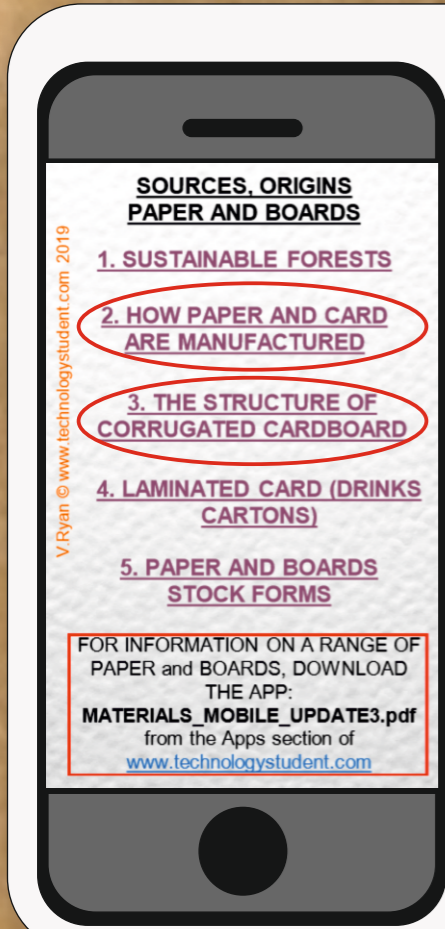 SOURCES, ORIGINS
PAPER AND BOARDS
V.Ryan © www.technologystudent.com 2019
1. SUSTAINABLE FORESTS
2. HOW PAPER AND CARD
ARE MANUFACTURED
3. THE STRUCTURE OF
CORRUGATED CARDBOARD
4. LAMINATED CARD (DRINKS
CARTONS)
5. PAPER AND BOARDS
STOCK FORMS
FOR INFORMATION ON A RANGE OF
PAPER and BOARDS, DOWNLOAD
THE APP:
MATERIALS_MOBILE_UPDATE3.pdf
from the Apps section of
www.technologystudent.com